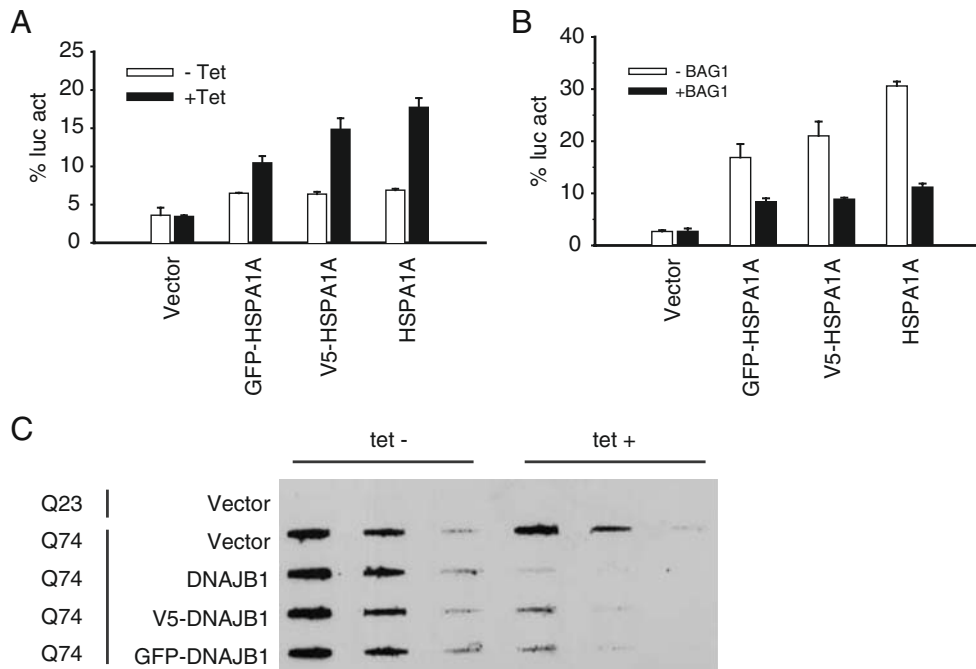 A
25
20
15
10
5
0
% luc act
- Tet
+Tet
Vector
GFP-HSPA1A
V5-HSPA1A
HSPA1A
B
40
30
20
10
0
% luc act
- BAG1
+BAG1
Vector
GFP-HSPA1A
V5-HSPA1A
HSPA1A
C
tet -
tet +
Q23 Vector
Q74 Vector
Q74 DNAJB1
Q74 V5-DNAJB1
Q74 GFP-DNAJB1